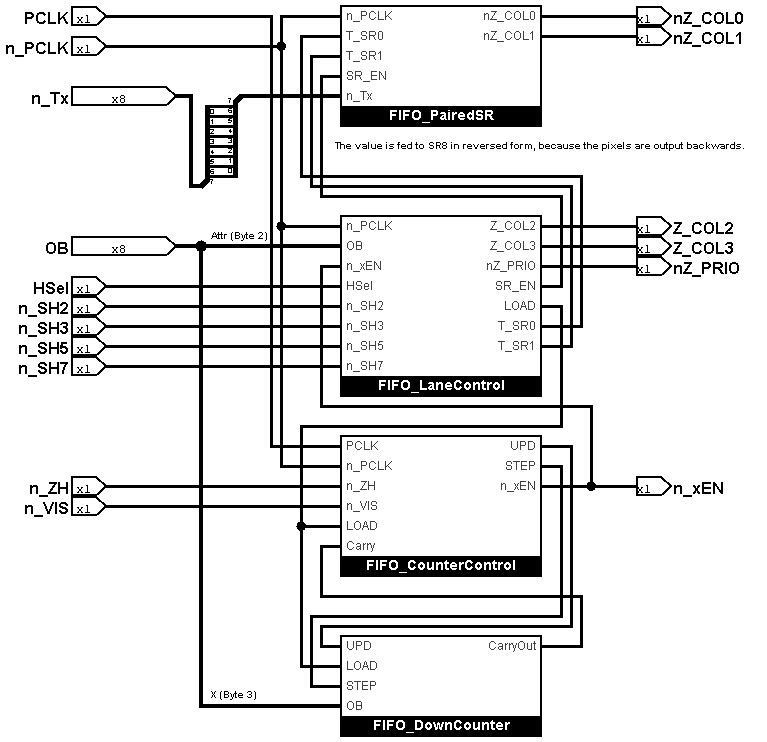 PCLK x1
n_PCLK x1
n_Tx x8
7
0 6
1 5
2 4
3 3
4 2
5 1
6 0
7
n_PCLK nZ_COL0
T_SR0 nZ_COL1
T_SR1
SR_EN
n_Tx
FIFO_PairedSR
x1 nZ_COL0
x1 nZ_COL1
The value is fed to SR8 in reversed form, because the pixels are output backwards.
OB x8
Attr (Byte 2)
HSel x1
n_SH2 x1
n_SH3 x1
n_SH5 x1
n_SH7 x1
n_PCLK Z_COL2
OB Z_COL3
n_xEN nZ_PRIO
HSel SR_EN
n_SH2 LOAD
n_SH3 T_SR0
n_SH5 T_SR1
n_SH7
FIFO_LaneControl
x1 Z_COL2
x1 Z_COL3
x1 nZ_PRIO
n_ZH x1
n_VIS x1
PCLK UPD
n_PCLK STEP
n_ZH n_xEN
n_VIS
LOAD
Carry
FIFO_CounterControl
x1 n_xEN
X (Byte 3)
UPD CarryOut
LOAD
STEP
OB
FIFO_DownCounter